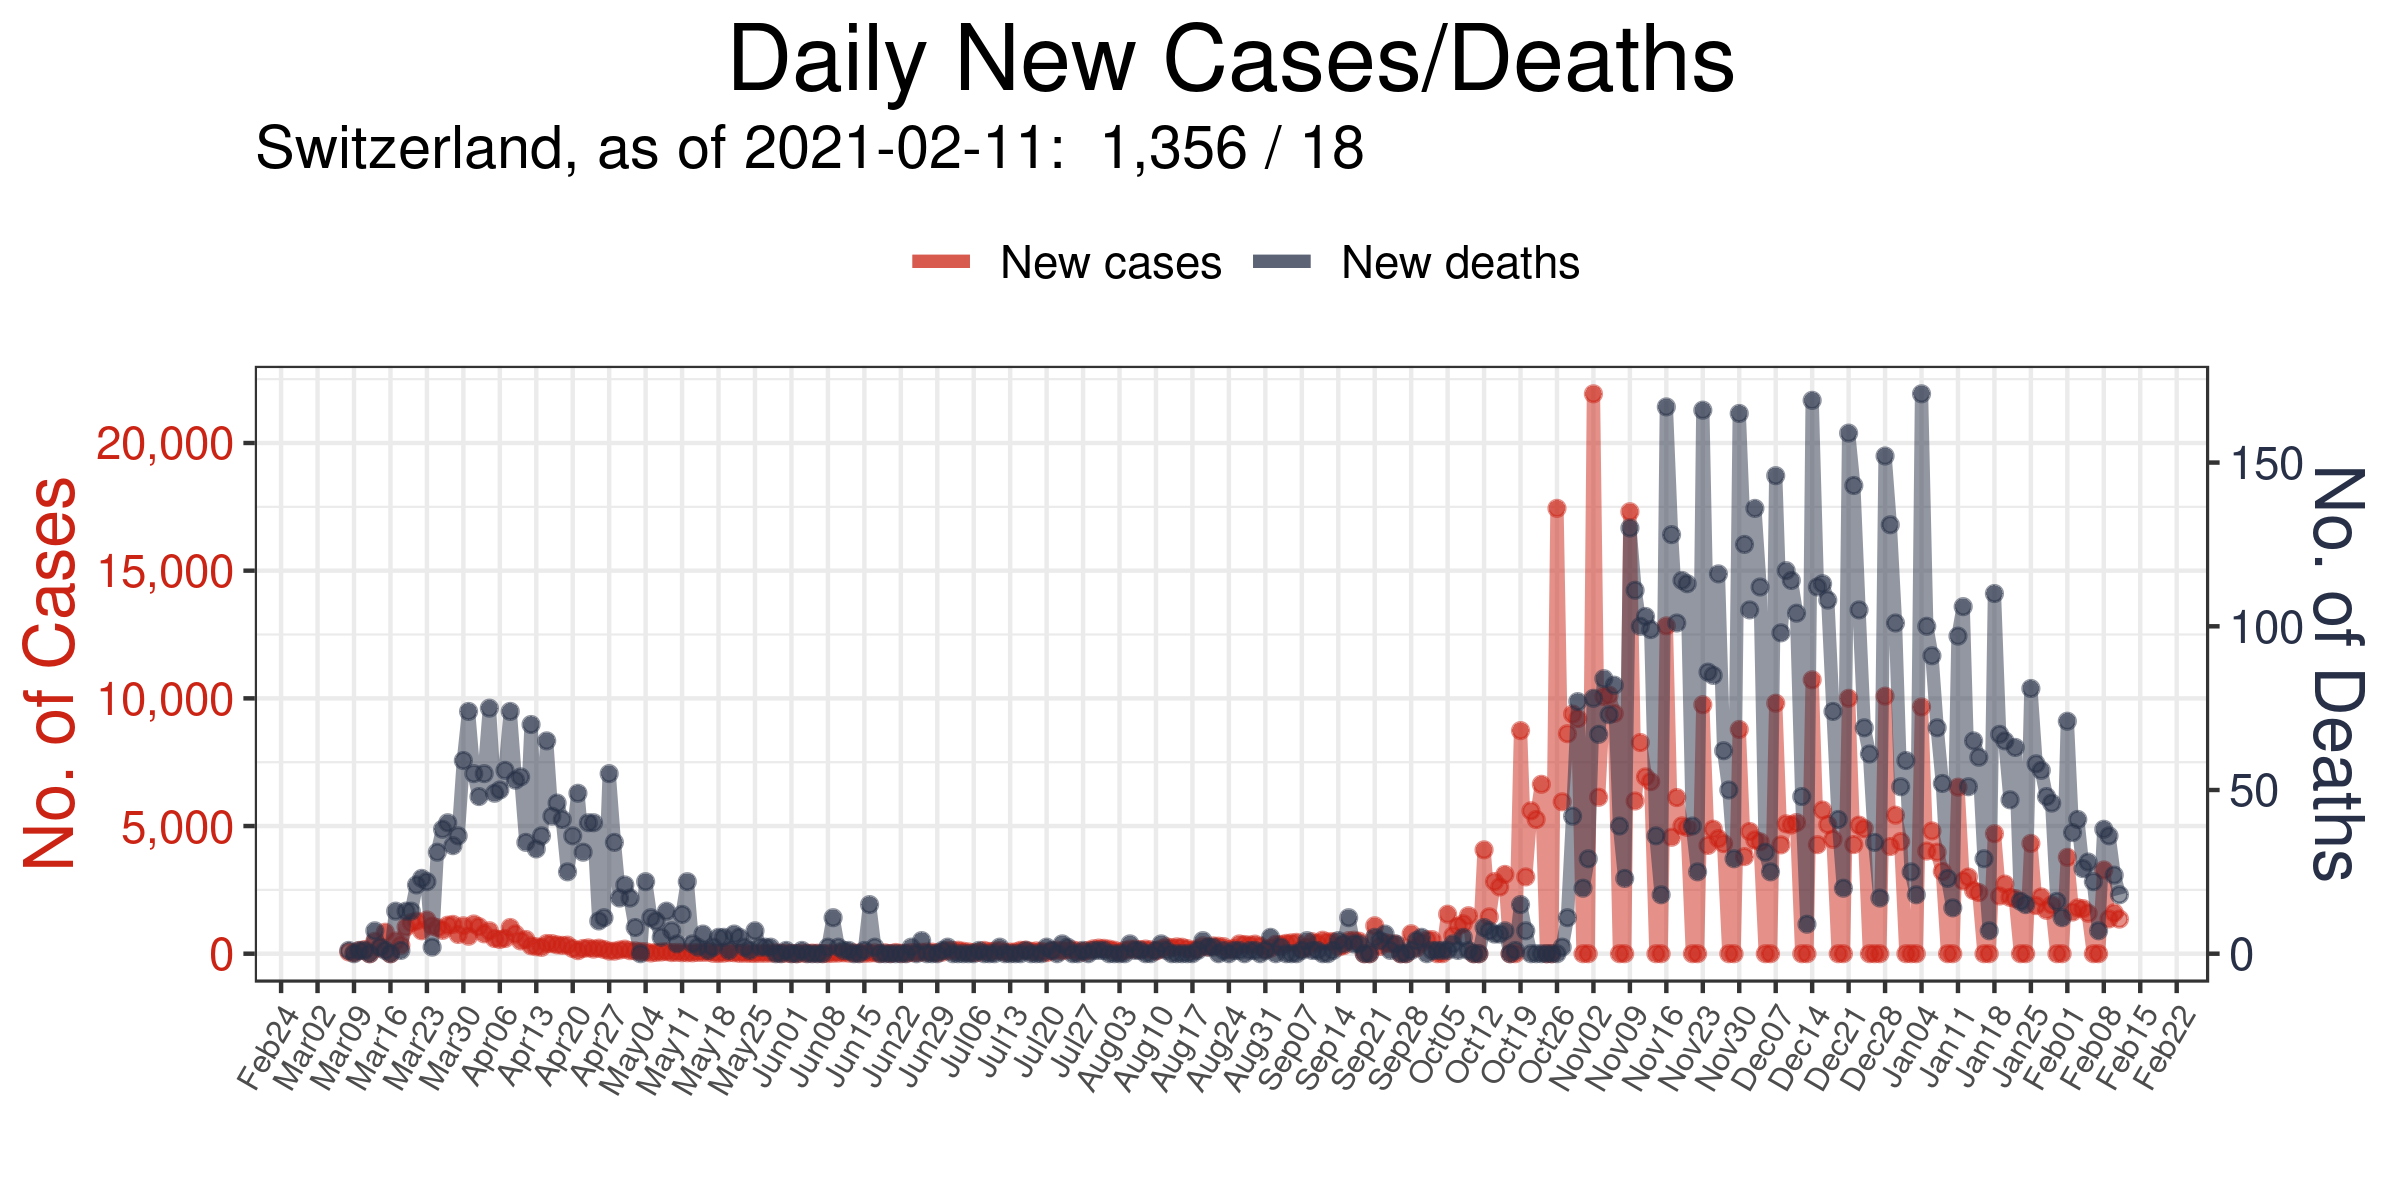 Daily New Cases/Deaths
Switzerland, as of 2021-02-11:  1,356 / 18
New cases New deaths
No. of Cases
20,000
15,000
10,000
5,000
0
150
100
50
0
No. of Deaths
Feb24 Mar02 Mar09 Mar16 Mar23 Mar30 Apr06 Apr13 Apr20 Apr27 May04 May11 May18 May25 Jun01 Jun08 Jun15 Jun22 Jun29 Jul06 Jul13 Jul20 Jul27 Aug03 Aug10 Aug17 Aug24 Aug31 Sep07 Sep14 Sep21 Sep28 Oct05 Oct12 Oct19 Oct26 Nov02 Nov09 Nov16 Nov23 Nov30 Dec07 Dec14 Dec21 Dec28 Dec04 Jan11 Jan18 Jan25 Feb01 Feb08 Feb15 Feb22